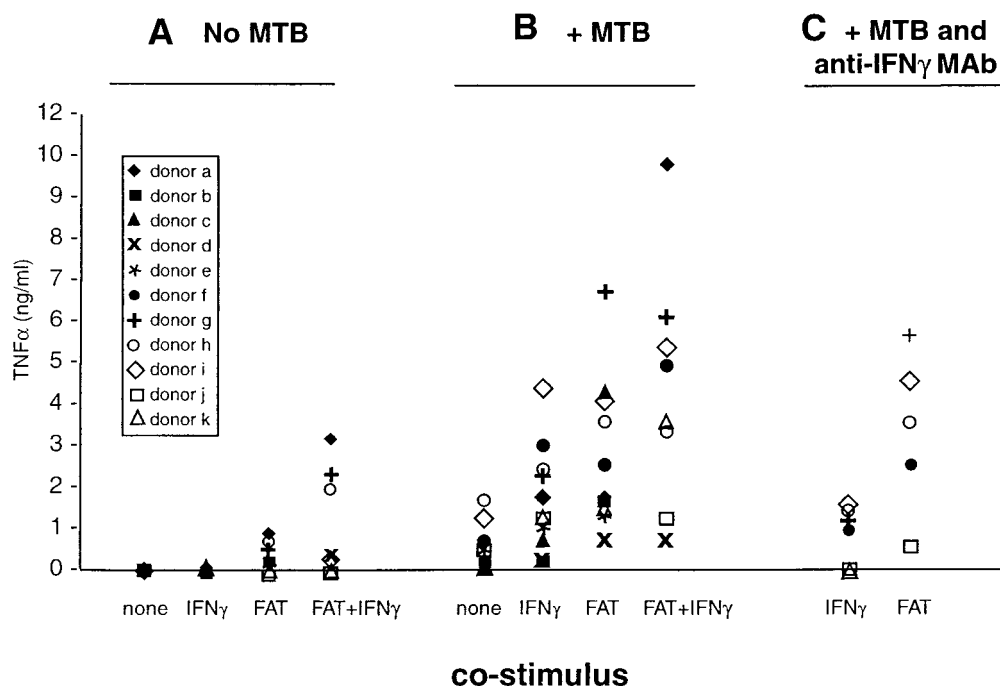 A No MTB
B + MTB
C + MTB and
anti-IFNγ MAb
TNFα (ng/ml)
12
10
9
8
7
6
5
4
3
2
1
0
donor a
donor b
donor c
donor d
donor e
donor f
donor g
donor h
donor i
donor j
donor k
none IFNγ FAT FAT+IFNγ
none IFNγ FAT FAT+IFNγ
IFNγ FAT
co-stimulus